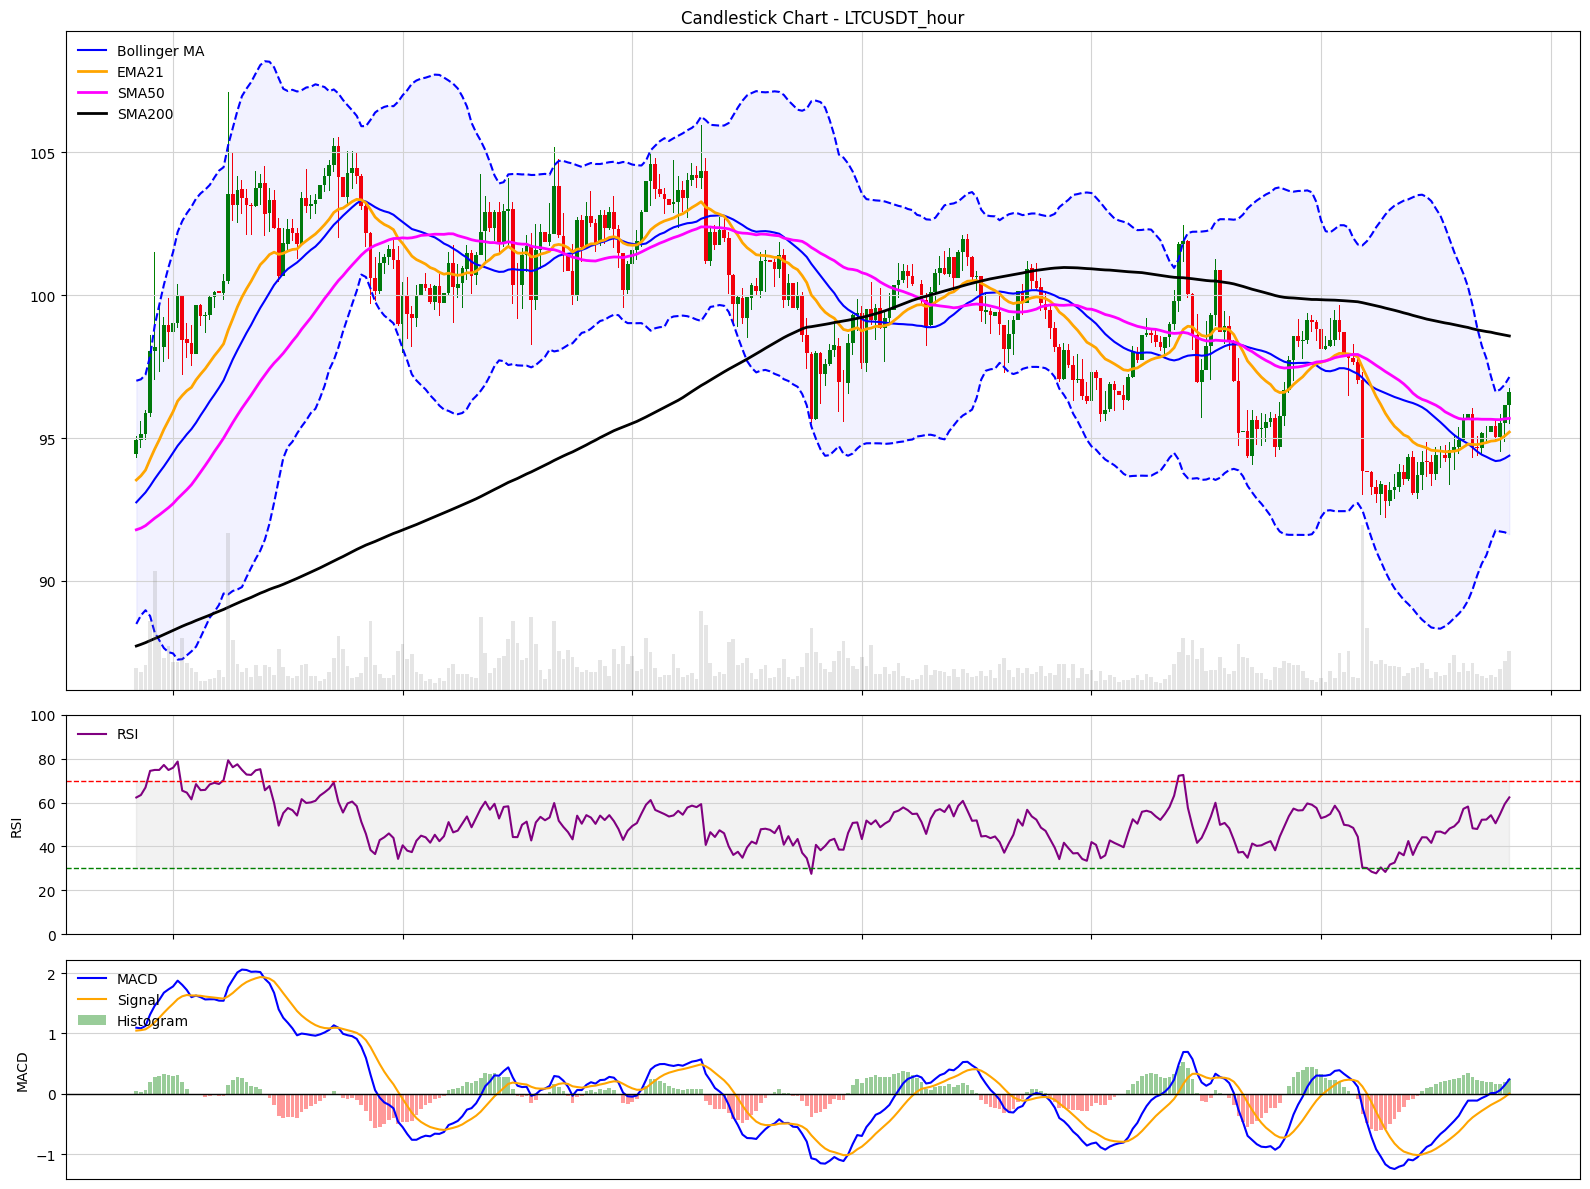 Candlestick Chart - LTCUSDT_hour
Bollinger MA
EMA21
SMA50
SMA200
105
100
95
90
RSI
100
80
60
40
20
0
RSI
MACD
Signal
Histogram
2
1
0
−1
MACD